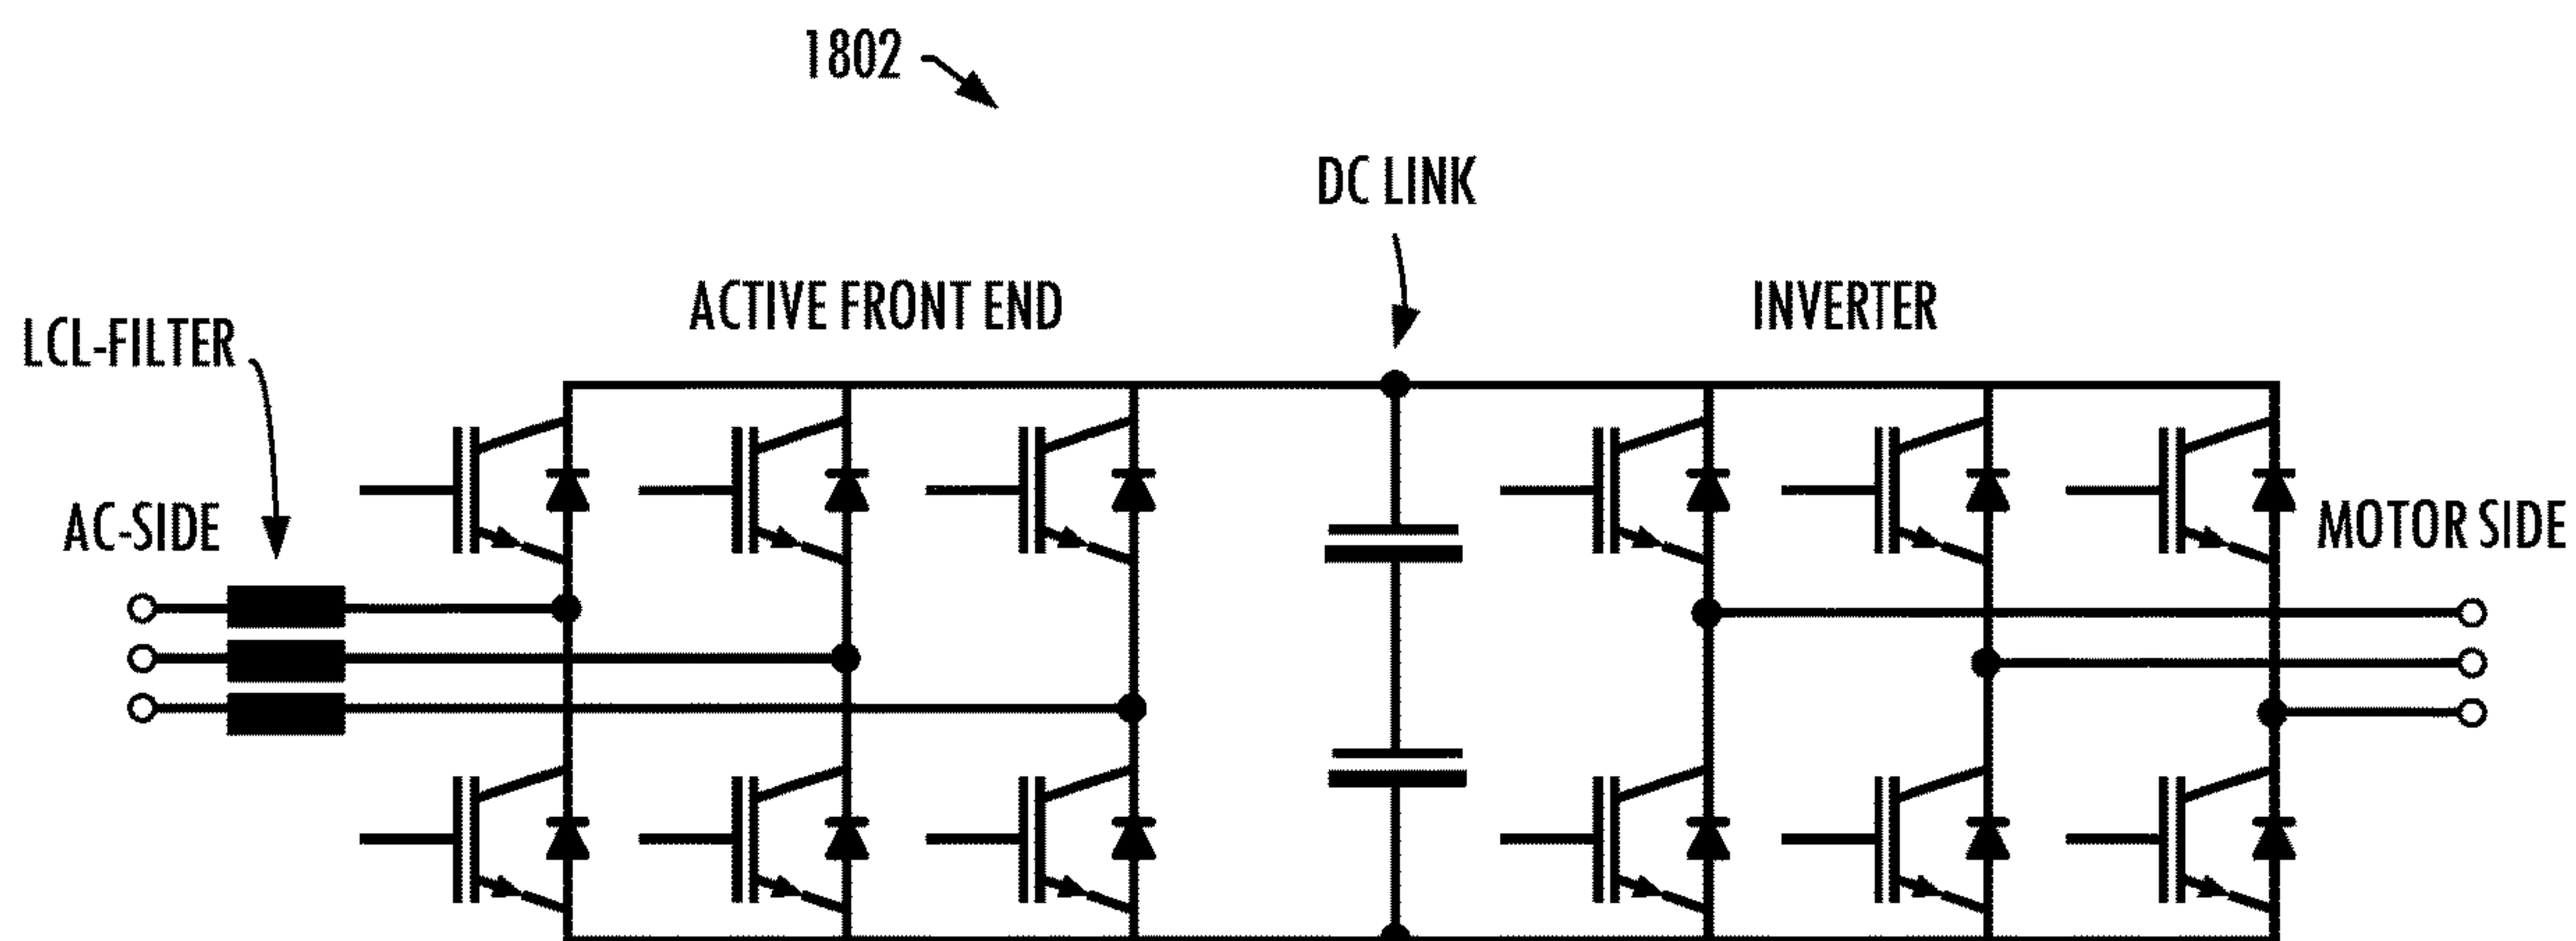 1802
DC LINK
ACTIVE FRONT END
INVERTER
LCL-FILTER
AC-SIDE
MOTOR SIDE